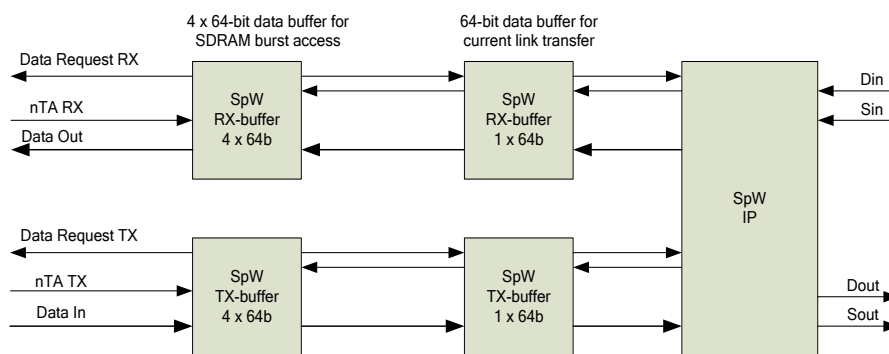 4 x 64-bit data buffer for
SDRAM burst access
64-bit data buffer for
current link transfer
Data Request RX
nTA RX
Data Out
SpW
RX-buffer
4 x 64b
SpW
RX-buffer
1 x 64b
SpW
IP
Din
Sin
Data Request TX
nTA TX
Data In
SpW
TX-buffer
4 x 64b
SpW
TX-buffer
1 x 64b
Dout
Sout